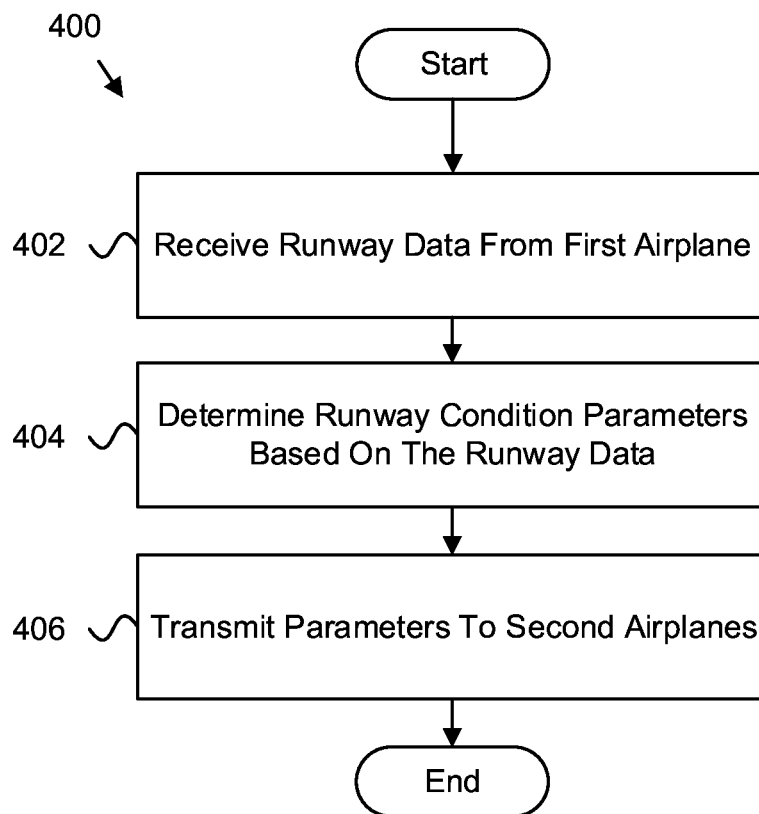 400
Start
402
Receive Runway Data From First Airplane
404
Determine Runway Condition Parameters
Based On The Runway Data
406
Transmit Parameters To Second Airplanes
End